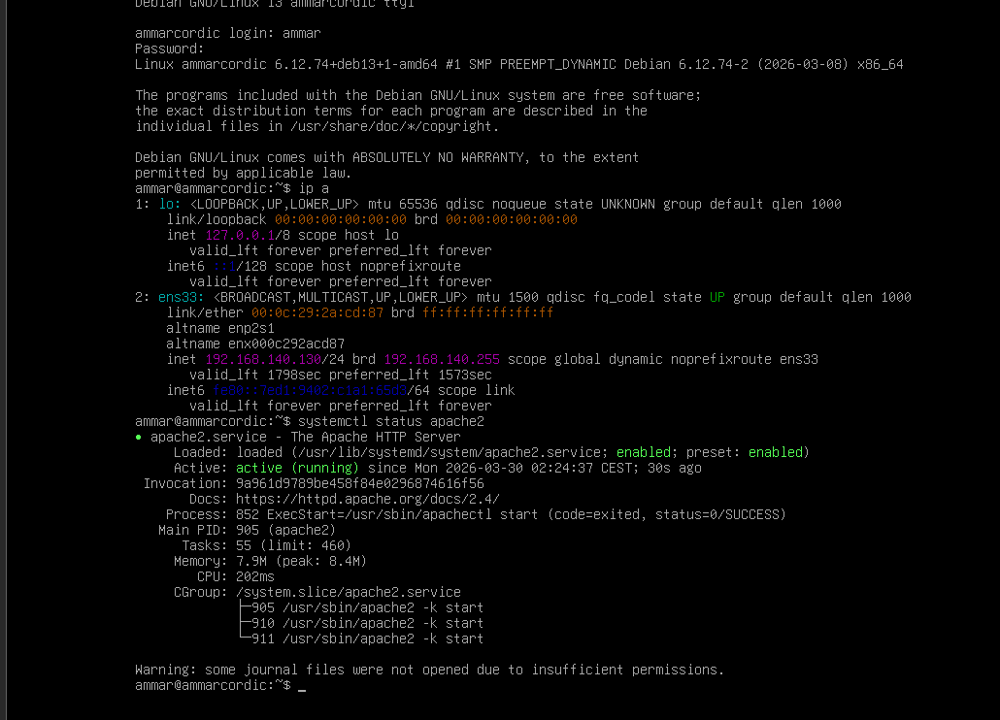 Debian GNU/Linux 13 ammarcordic tty1
ammarcordic login: ammar
Password:
Linux ammarcordic 6.12.74+deb13+1-amd64 #1 SMP PREEMPT_DYNAMIC Debian 6.12.74-2 (2026-03-08) x86_64
The programs included with the Debian GNU/Linux system are free software;
the exact distribution terms for each program are described in the
individual files in /usr/share/doc/*/copyright.
Debian GNU/Linux comes with ABSOLUTELY NO WARRANTY, to the extent
permitted by applicable law.
ammar@ammarcordic:~$ ip a
1: lo: <LOOPBACK,UP,LOWER_UP> mtu 65536 qdisc noqueue state UNKNOWN group default qlen 1000
    link/loopback 00:00:00:00:00:00 brd 00:00:00:00:00:00
    inet 127.0.0.1/8 scope host lo
       valid_lft forever preferred_lft forever
    inet6 ::1/128 scope host noprefixroute
       valid_lft forever preferred_lft forever
2: ens33: <BROADCAST,MULTICAST,UP,LOWER_UP> mtu 1500 qdisc fq_codel state UP group default qlen 1000
    link/ether 00:0c:29:2a:cd:87 brd ff:ff:ff:ff:ff:ff
    altname enp2s1
    altname enx000c292acd87
    inet 192.168.140.130/24 brd 192.168.140.255 scope global dynamic noprefixroute ens33
       valid_lft 1798sec preferred_lft 1573sec
    inet6 fe80::7ed1:9402:c1a1:65d3/64 scope link
       valid_lft forever preferred_lft forever
ammar@ammarcordic:~$ systemctl status apache2
● apache2.service - The Apache HTTP Server
     Loaded: loaded (/usr/lib/systemd/system/apache2.service; enabled; preset: enabled)
     Active: active (running) since Mon 2026-03-30 02:24:37 CEST; 30s ago
 Invocation: 9a961d9789be458f84e0296874616f56
       Docs: https://httpd.apache.org/docs/2.4/
    Process: 852 ExecStart=/usr/sbin/apachectl start (code=exited, status=0/SUCCESS)
   Main PID: 905 (apache2)
      Tasks: 55 (limit: 460)
     Memory: 7.9M (peak: 8.4M)
        CPU: 202ms
     CGroup: /system.slice/apache2.service
             ├─905 /usr/sbin/apache2 -k start
             ├─910 /usr/sbin/apache2 -k start
             └─911 /usr/sbin/apache2 -k start
Warning: some journal files were not opened due to insufficient permissions.
ammar@ammarcordic:~$ _